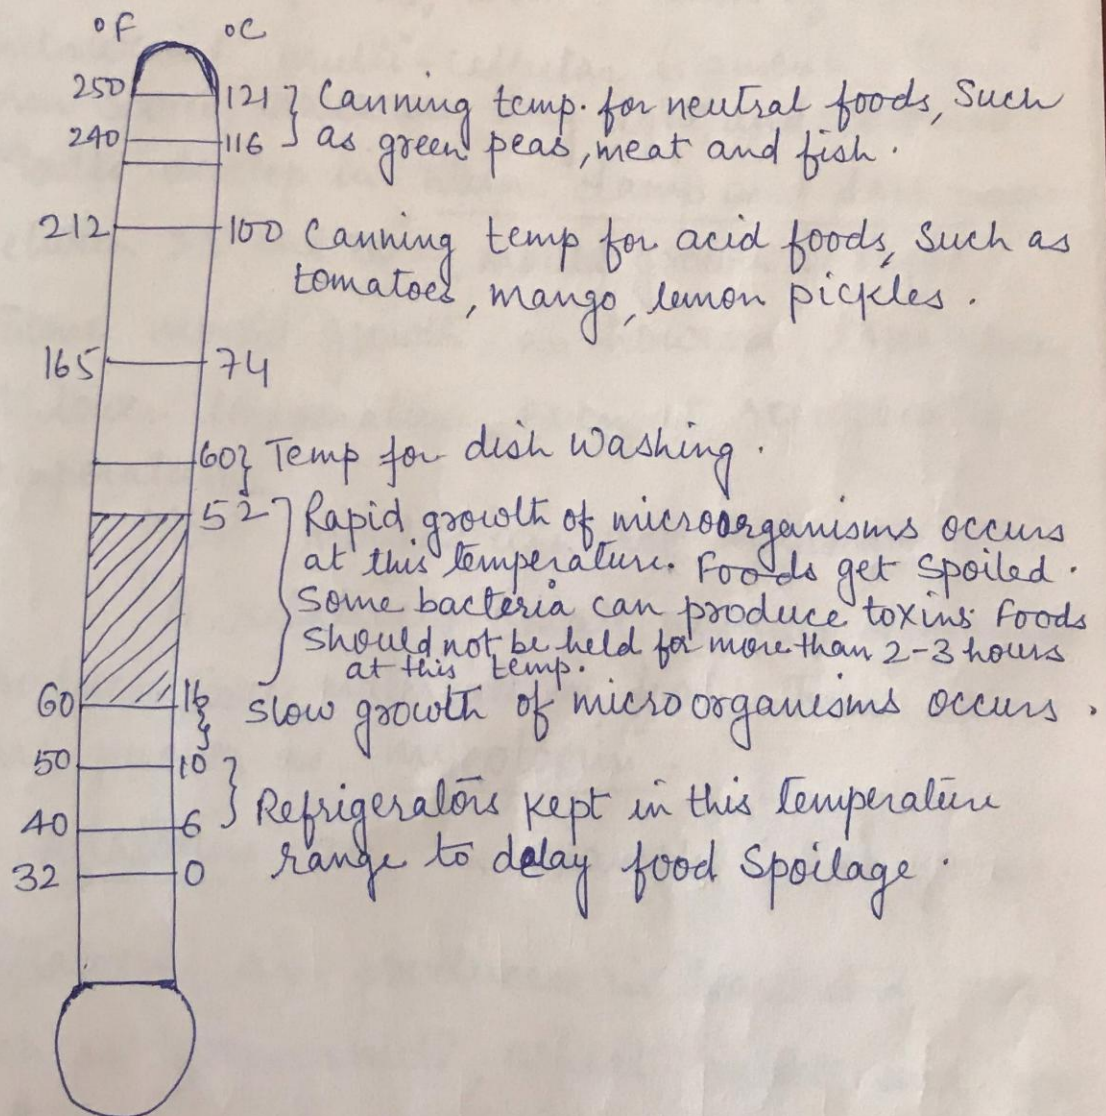 °F °C
250 121 } Canning temp. for neutral foods, Such
240 116 as green peas, meat and fish.
212 100 Canning temp for acid foods, Such as
tomatoes, mango, lemon pickles.
165 74
60} Temp for dish Washing.
52 } Rapid growth of microorganisms occurs
at this temperature. Foods get Spoiled.
Some bacteria can produce toxins. Foods
Should not be held for more than 2-3 hours
at this temp.
60 16 } Slow growth of microorganisms occurs.
50 10 }
Refrigerators kept in this temperature
40 6
range to delay food Spoilage.
32 0